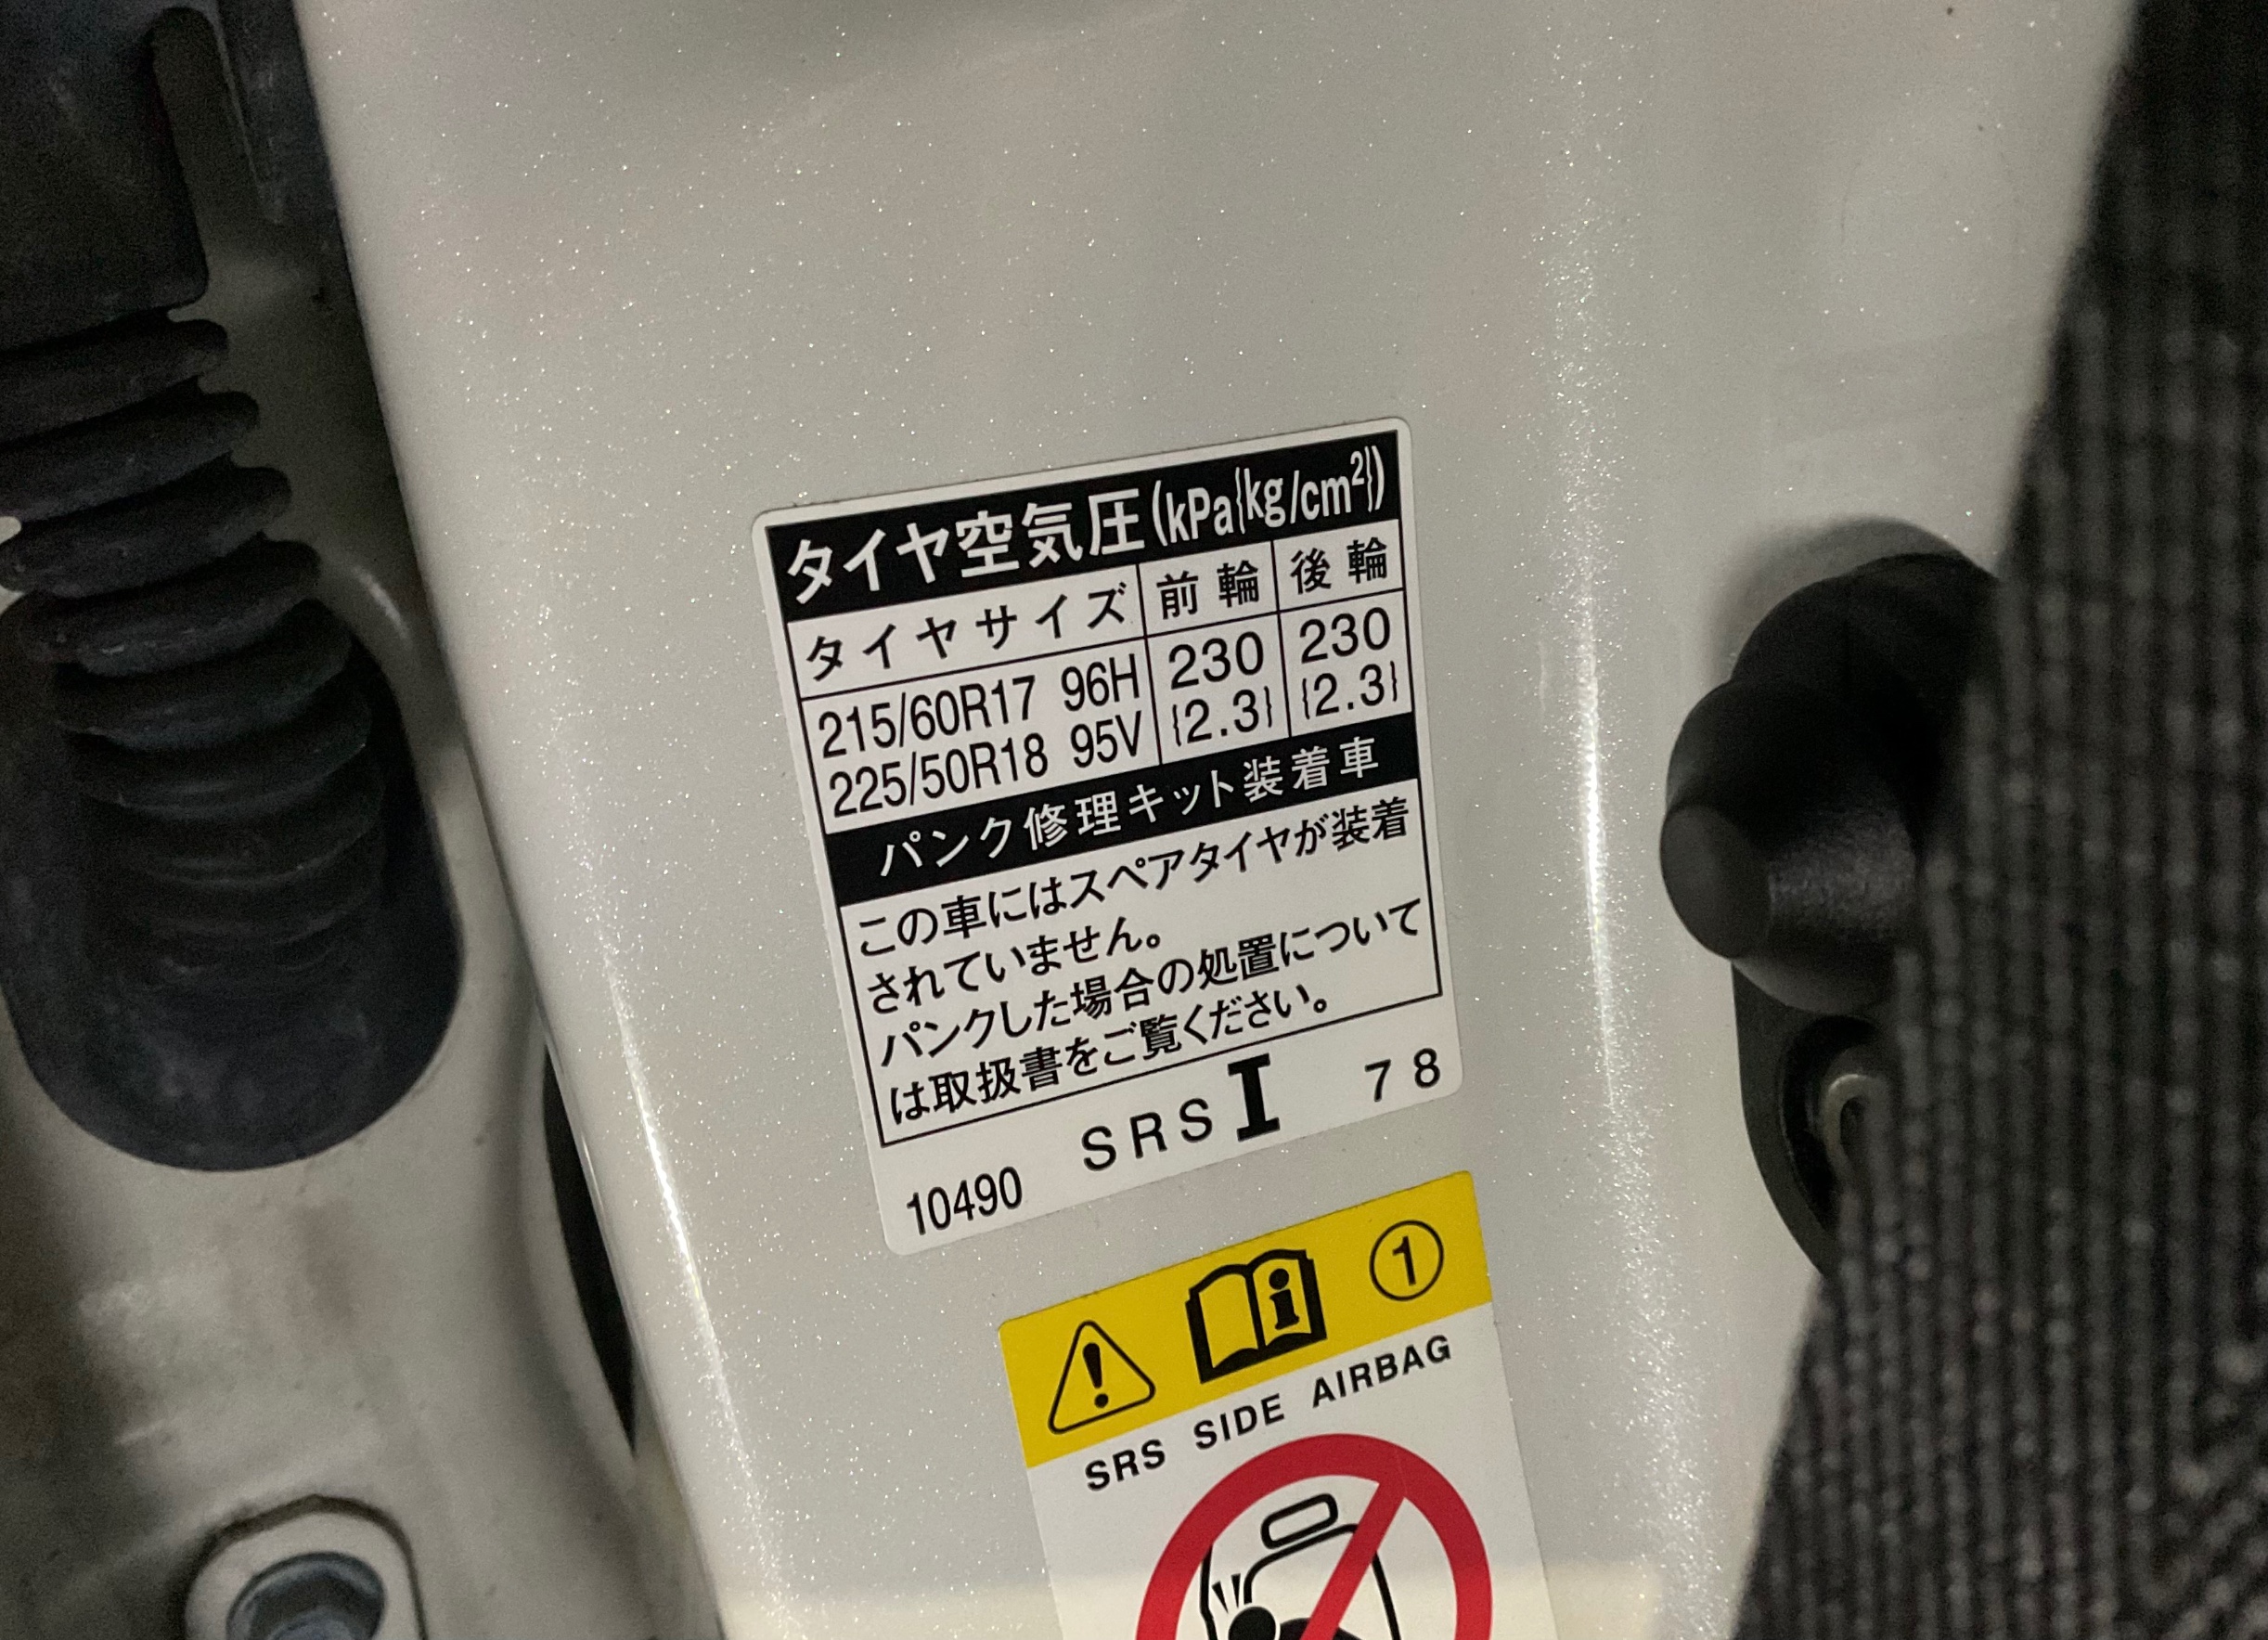 タイヤ空気圧(kPa{kg/cm²})
タイヤサイズ 前輪 後輪
215/60R17 96H 230 230
225/50R18 95V {2.3} {2.3}
パンク修理キット装着車
この車にはスペアタイヤが装着
されていません。
パンクした場合の処置について
は取扱書をご覧ください。
10490 SRS I 78
! i 1
SRS SIDE AIRBAG